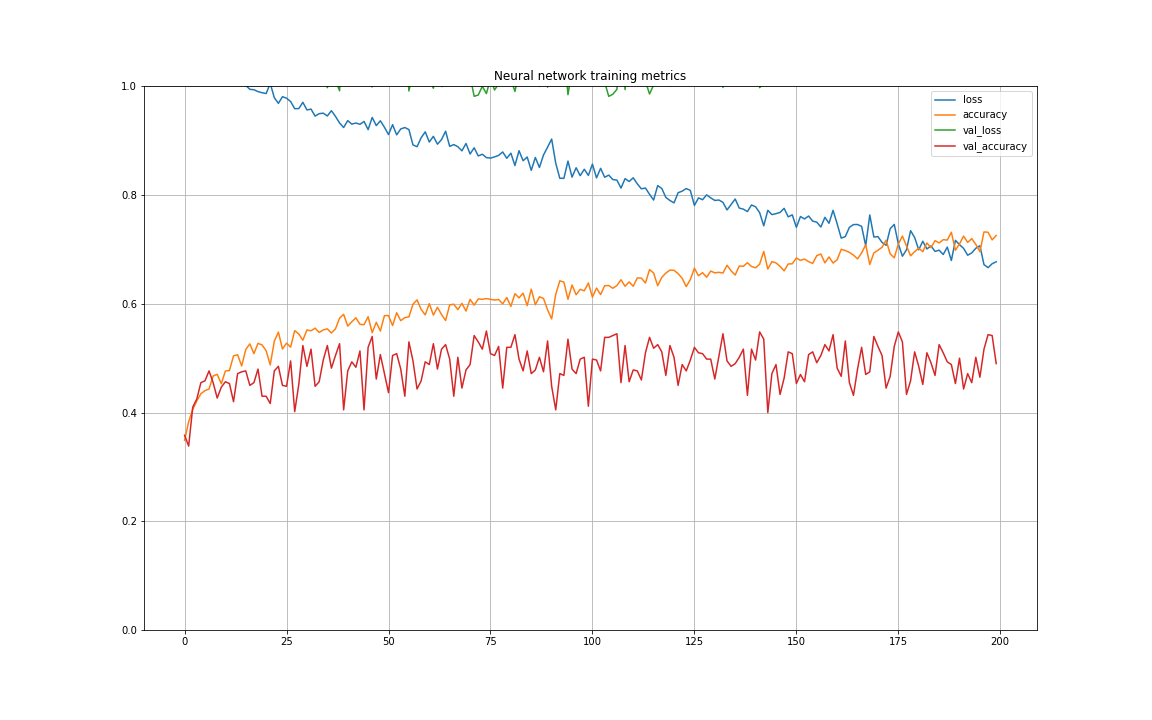 Neural network training metrics
1.0
0.8
0.6
0.4
0.2
0.0
0 25 50 75 100 125 150 175 200
loss
accuracy
val_loss
val_accuracy